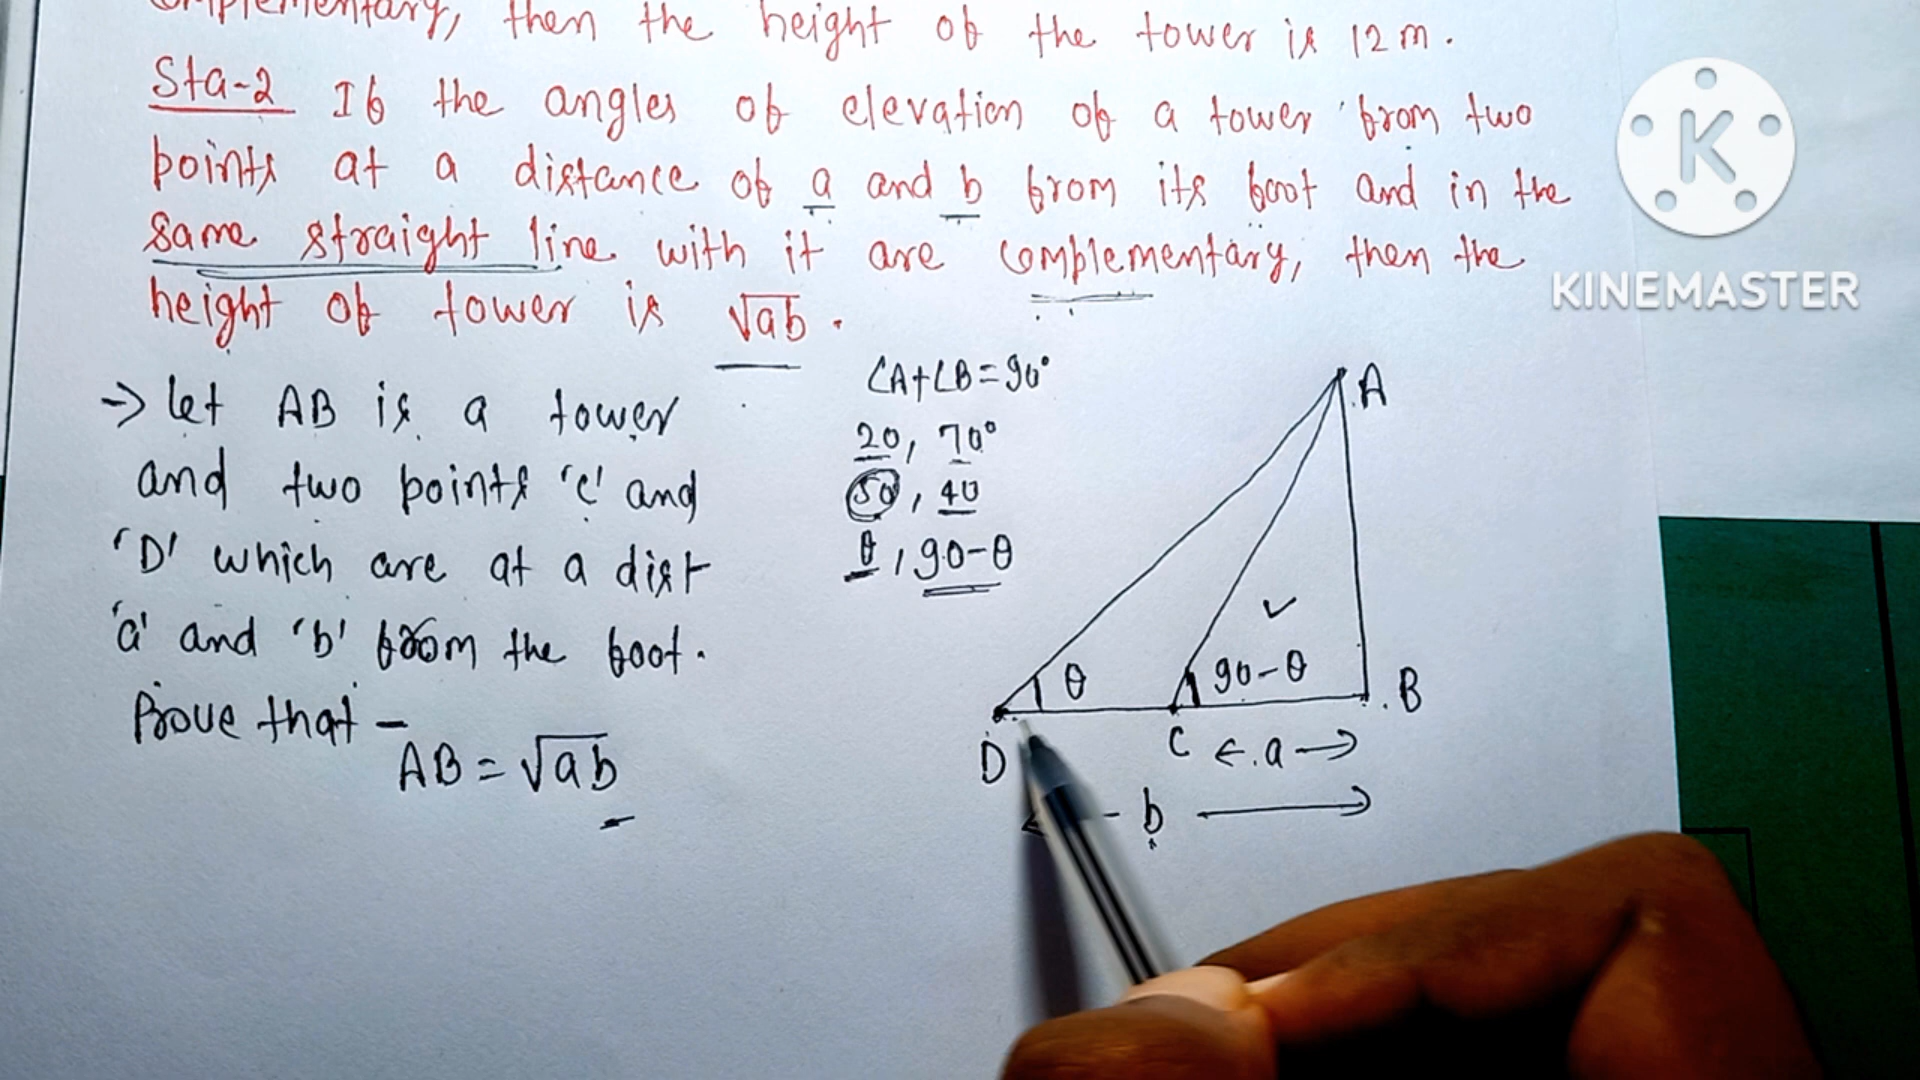 complementary, then the height of the tower is 12 m.
Sta-2 If the angles of elevation of a tower from two
points at a distance of a and b from its foot and in the
same straight line with it are complementary, then the
height of tower is √ab.
→ let AB is a tower
and two points 'C' and
'D' which are at a dist
'a' and 'b' from the foot.
Prove that -
AB = √ab
∠A+∠B=90°
20, 70°
50, 40
θ, 90-θ
A
θ
90-θ
B
D
C
← a →
← b →
K
KINEMASTER